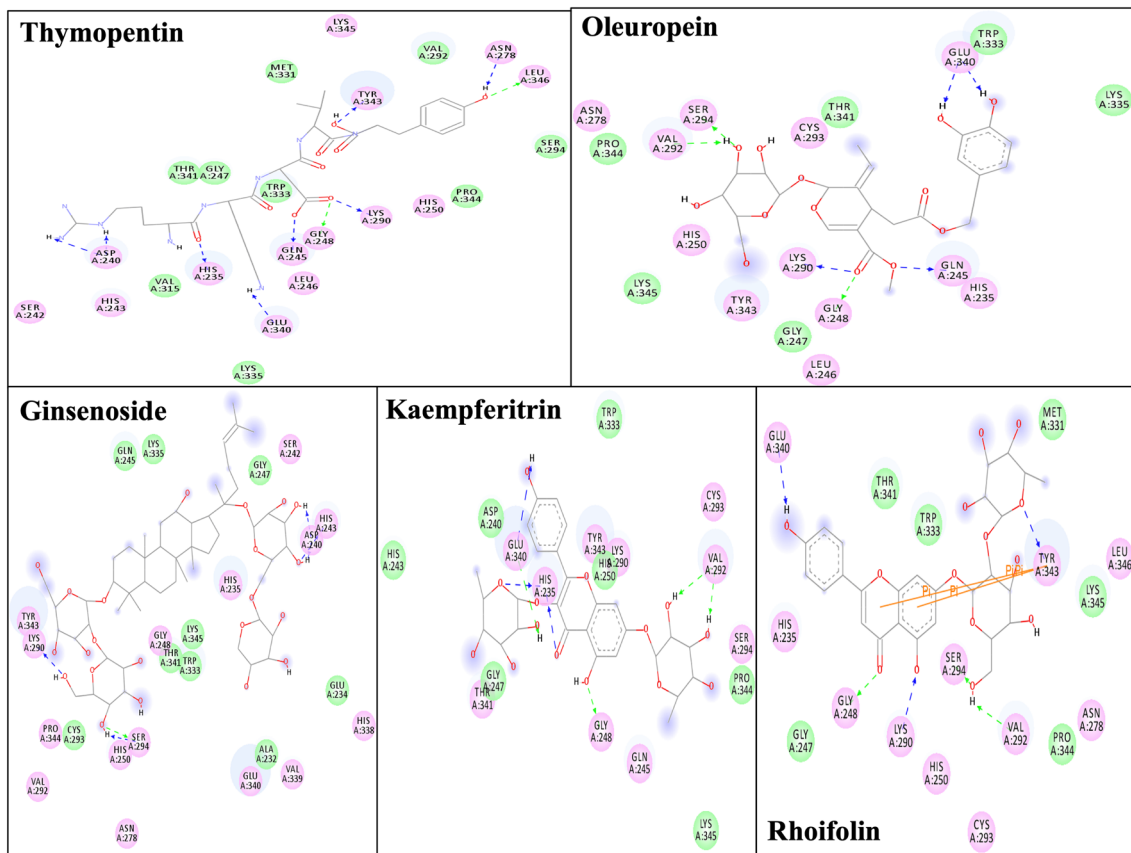 Thymopentin
LYS
A:345
VAL
A:292
ASN
A:278
MET
A:331
LEU
A:346
TYR
A:343
H
H
O
O
N
O
O
SER
A:294
THR
A:341
GLY
A:247
TRP
A:333
HIS
A:250
PRO
A:344
LYS
A:290
GLY
A:248
GLN
A:245
ASP
A:240
HIS
A:235
LEU
A:246
VAL
A:315
HIS
A:243
SER
A:242
GLU
A:340
LYS
A:335
Oleuropein
TRP
A:333
GLU
A:340
LYS
A:335
ASN
A:278
SER
A:294
THR
A:341
CYS
A:293
PRO
A:344
VAL
A:292
HIS
A:250
LYS
A:290
GLN
A:245
HIS
A:235
LYS
A:345
TYR
A:343
GLY
A:248
GLY
A:247
LEU
A:246
Ginsenoside
GLN
A:245
LYS
A:335
SER
A:242
GLY
A:247
HIS
A:243
ASP
A:240
HIS
A:235
TYR
A:343
LYS
A:290
GLY
A:248
LYS
A:345
THR
A:341
TRP
A:333
GLU
A:234
PRO
A:344
CYS
A:293
SER
A:294
HIS
A:250
HIS
A:338
ALA
A:232
GLU
A:340
VAL
A:339
VAL
A:292
ASN
A:278
Kaempferitrin
TRP
A:333
CYS
A:293
ASP
A:240
GLU
A:340
TYR
A:343
LYS
A:290
HIS
A:250
VAL
A:292
HIS
A:243
HIS
A:235
SER
A:294
GLY
A:247
THR
A:341
PRO
A:344
GLY
A:248
GLN
A:245
LYS
A:345
GLU
A:340
MET
A:331
THR
A:341
TRP
A:333
TYR
A:343
LEU
A:346
Pi
Pi
Pi
Pi
LYS
A:345
HIS
A:235
SER
A:294
GLY
A:248
LYS
A:290
VAL
A:292
ASN
A:278
GLY
A:247
PRO
A:344
HIS
A:250
CYS
A:293
Rhoifolin